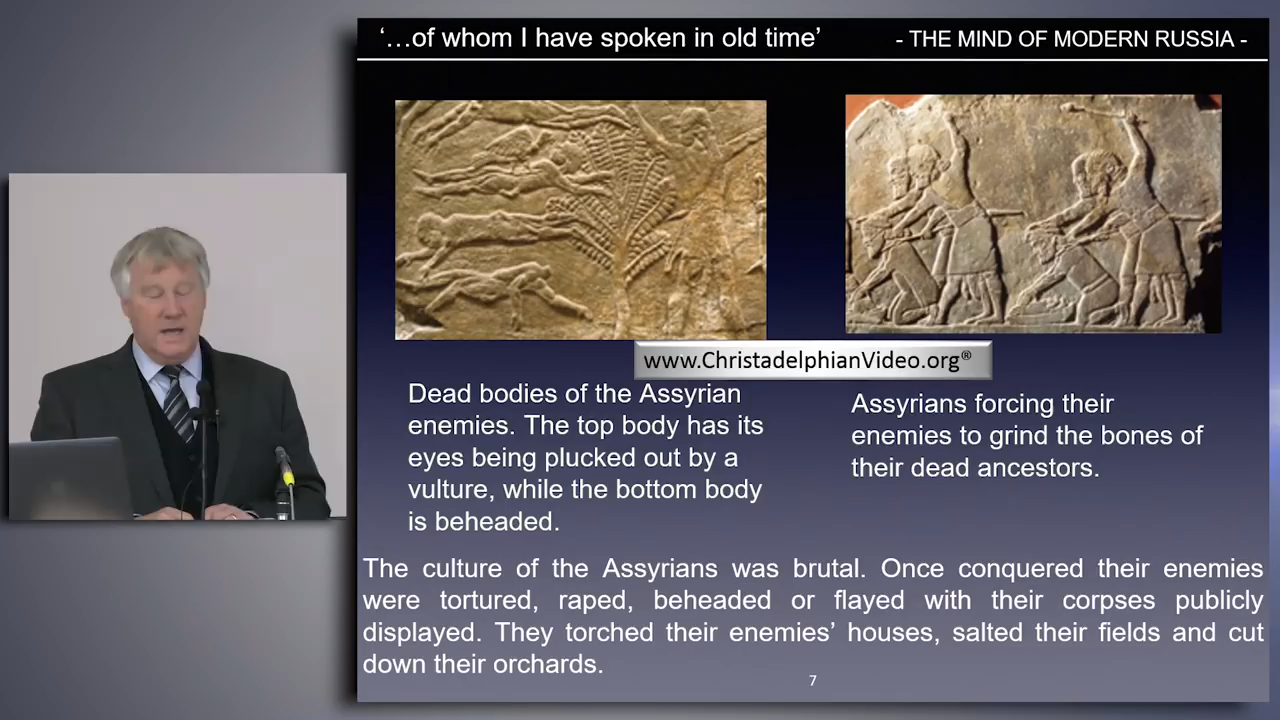 ‘…of whom I have spoken in old time’
- THE MIND OF MODERN RUSSIA -
www.ChristadelphianVideo.org®
Dead bodies of the Assyrian
enemies. The top body has its
eyes being plucked out by a
vulture, while the bottom body
is beheaded.
Assyrians forcing their
enemies to grind the bones of
their dead ancestors.
The culture of the Assyrians was brutal. Once conquered their enemies
were tortured, raped, beheaded or flayed with their corpses publicly
displayed. They torched their enemies’ houses, salted their fields and cut
down their orchards.
7